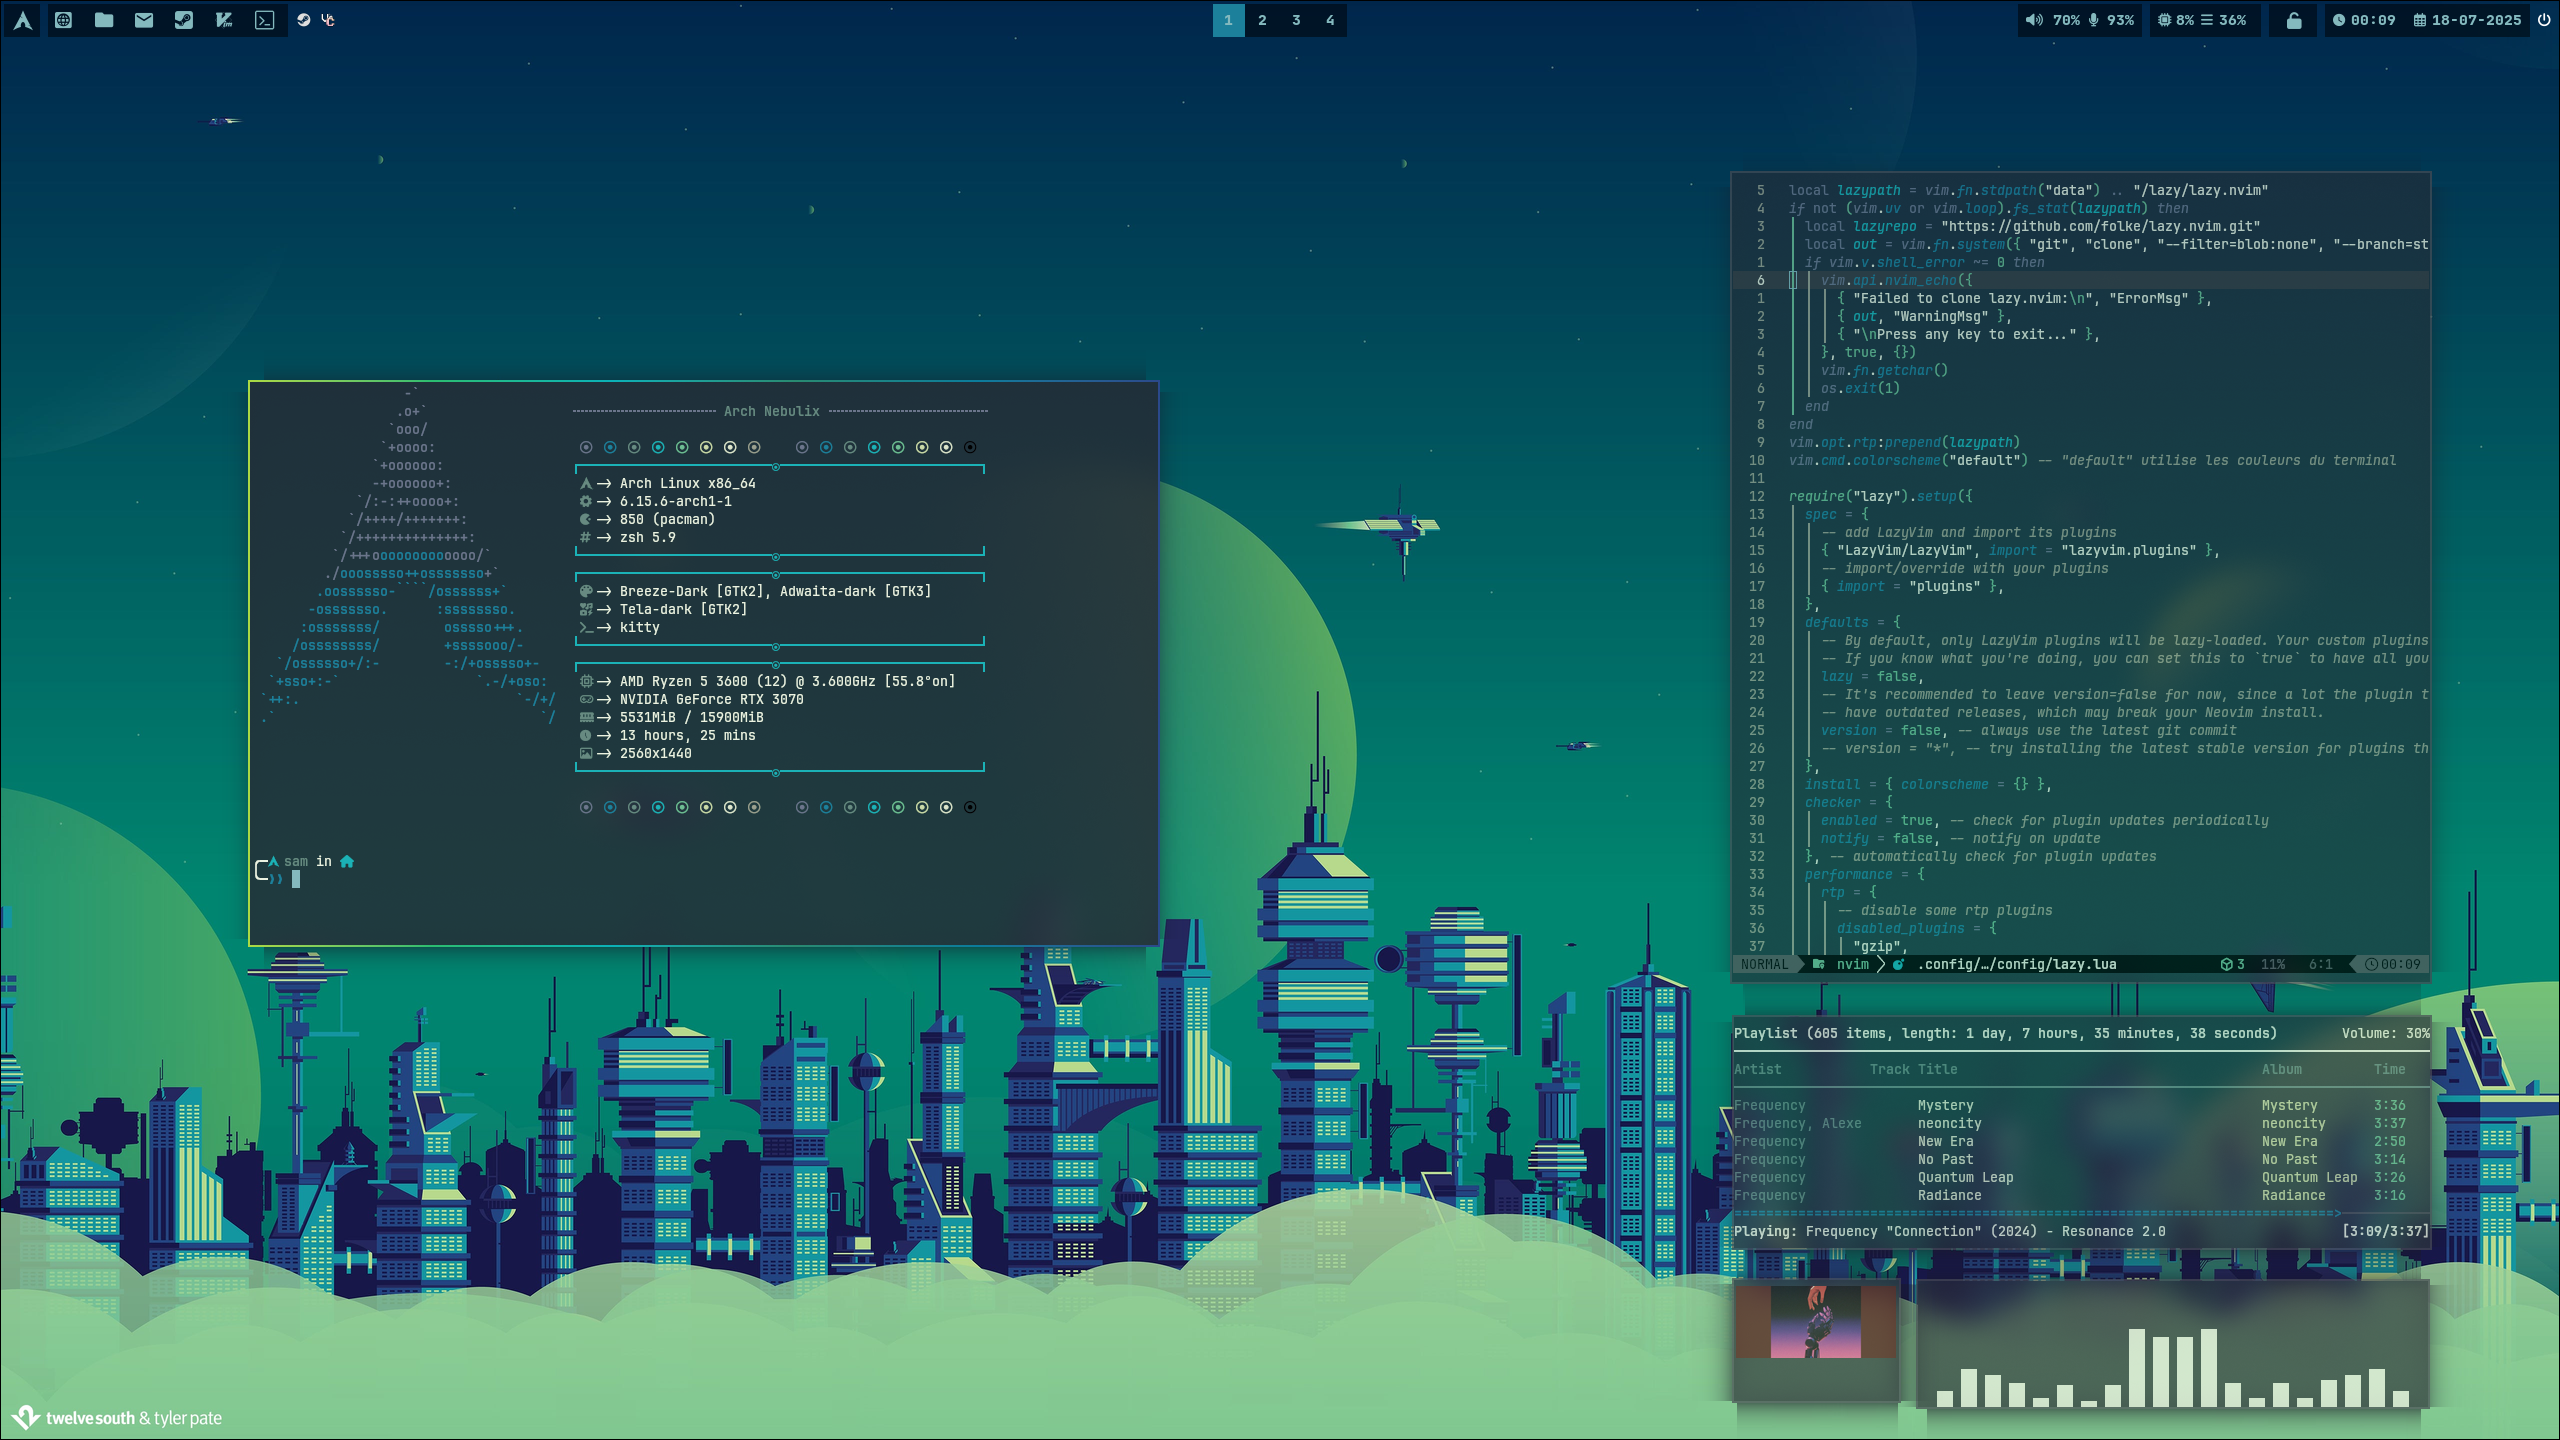 1 2 3 4
70% 93% 8% 36% 00:09 18-07-2025
Arch Nebulix
-`
.o+`
`ooo/
`+oooo:
`+oooooo:
-+oooooo+:
`/:-:++oooo+:
`/++++/+++++++:
`/++++++++++++++:
`/+++ooooooooooooo/`
./ooosssso++osssssso+`
.oossssso-````/ossssss+`
-osssssso. :ssssssso.
:osssssss/ osssso+++.
/ossssssss/ +ssssooo/-
`/ossssso+/:- -:/+osssso+-
`+sso+:-` `.-/+oso:
`++:. `-/+/
.` `/
Arch Linux x86_64
6.15.6-arch1-1
850 (pacman)
zsh 5.9
Breeze-Dark [GTK2], Adwaita-dark [GTK3]
Tela-dark [GTK2]
kitty
AMD Ryzen 5 3600 (12) @ 3.600GHz [55.8°on]
NVIDIA GeForce RTX 3070
5531MiB / 15900MiB
13 hours, 25 mins
2560x1440
sam in
5 local lazypath = vim.fn.stdpath("data") .. "/lazy/lazy.nvim"
4 if not (vim.uv or vim.loop).fs_stat(lazypath) then
3 local lazyrepo = "https://github.com/folke/lazy.nvim.git"
2 local out = vim.fn.system({ "git", "clone", "--filter=blob:none", "--branch=st
1 if vim.v.shell_error ~= 0 then
6 vim.api.nvim_echo({
1 { "Failed to clone lazy.nvim:\n", "ErrorMsg" },
2 { out, "WarningMsg" },
3 { "\nPress any key to exit..." },
4 }, true, {})
5 vim.fn.getchar()
6 os.exit(1)
7 end
8 end
9 vim.opt.rtp:prepend(lazypath)
10 vim.cmd.colorscheme("default") -- "default" utilise les couleurs du terminal
11
12 require("lazy").setup({
13 spec = {
14 -- add LazyVim and import its plugins
15 { "LazyVim/LazyVim", import = "lazyvim.plugins" },
16 -- import/override with your plugins
17 { import = "plugins" },
18 },
19 defaults = {
20 -- By default, only LazyVim plugins will be lazy-loaded. Your custom plugins
21 -- If you know what you're doing, you can set this to `true` to have all you
22 lazy = false,
23 -- It's recommended to leave version=false for now, since a lot the plugin t
24 -- have outdated releases, which may break your Neovim install.
25 version = false, -- always use the latest git commit
26 -- version = "*", -- try installing the latest stable version for plugins th
27 },
28 install = { colorscheme = {} },
29 checker = {
30 enabled = true, -- check for plugin updates periodically
31 notify = false, -- notify on update
32 }, -- automatically check for plugin updates
33 performance = {
34 rtp = {
35 -- disable some rtp plugins
36 disabled_plugins = {
37 "gzip",
NORMAL nvim .config/…/config/lazy.lua 3 11% 6:1 00:09
Playlist (605 items, length: 1 day, 7 hours, 35 minutes, 38 seconds) Volume: 30%
Artist Track Title Album Time
Frequency Mystery Mystery 3:36
Frequency, Alexe neoncity neoncity 3:37
Frequency New Era New Era 2:50
Frequency No Past No Past 3:14
Frequency Quantum Leap Quantum Leap 3:26
Frequency Radiance Radiance 3:16
Playing: Frequency "Connection" (2024) - Resonance 2.0 [3:09/3:37]
twelvesouth & tyler pate